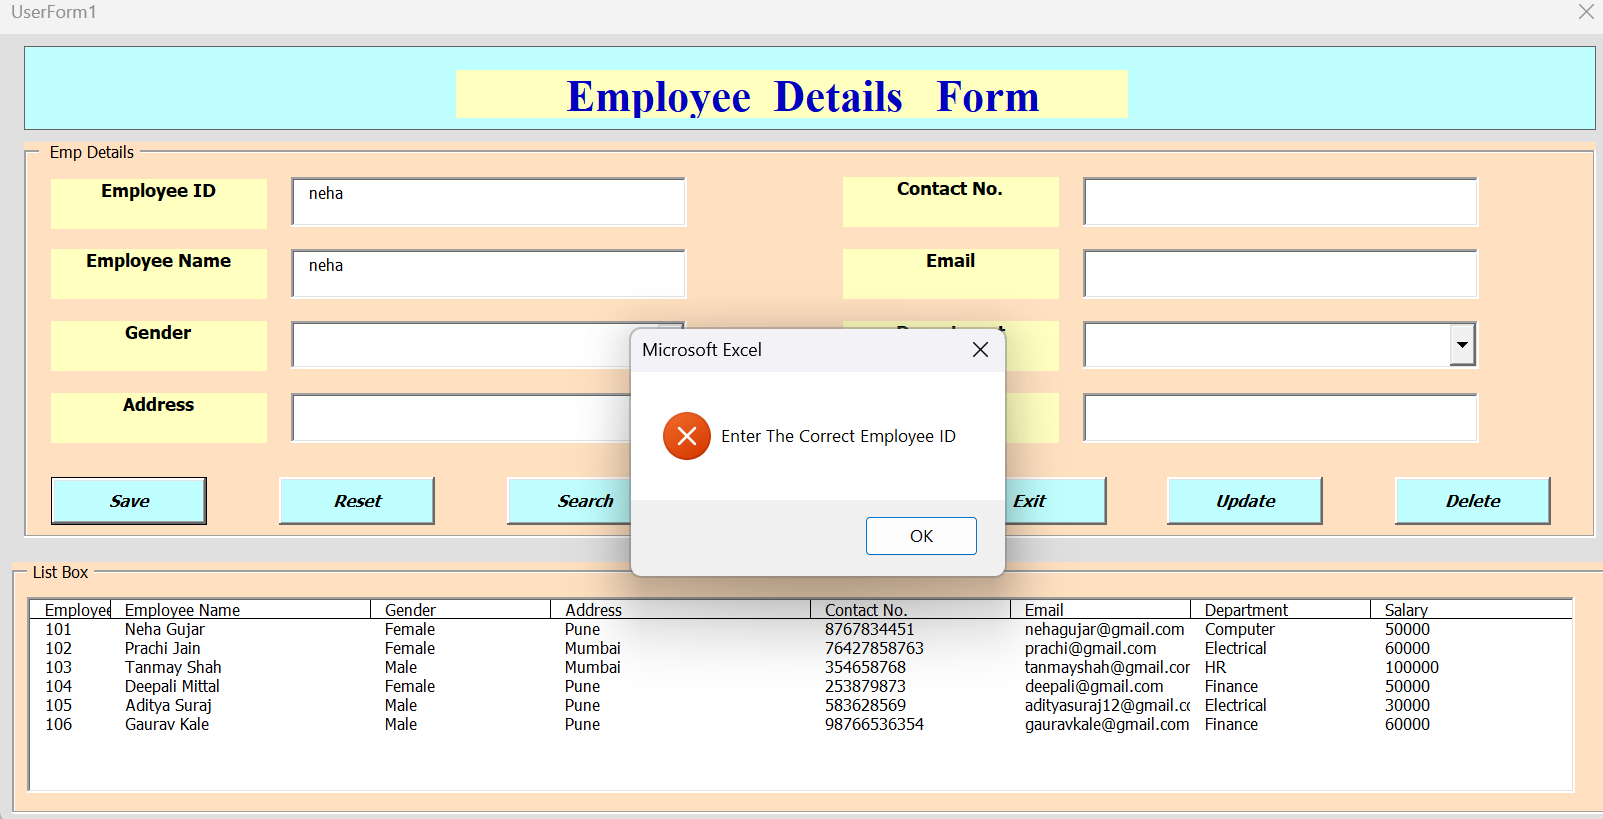 UserForm1
Employee Details Form
Emp Details
Employee ID
neha
Contact No.
Employee Name
neha
Email
Gender
Microsoft Excel
Address
Enter The Correct Employee ID
OK
Save
Reset
Search
Exit
Update
Delete
List Box
Employee Employee Name Gender Address Contact No. Email Department Salary
101 Neha Gujar Female Pune 8767834451 nehagujar@gmail.com Computer 50000
102 Prachi Jain Female Mumbai 76427858763 prachi@gmail.com Electrical 60000
103 Tanmay Shah Male Mumbai 354658768 tanmayshah@gmail.cor HR 100000
104 Deepali Mittal Female Pune 253879873 deepali@gmail.com Finance 50000
105 Aditya Suraj Male Pune 583628569 adityasuraj12@gmail.cc Electrical 30000
106 Gaurav Kale Male Pune 98766536354 gauravkale@gmail.com Finance 60000